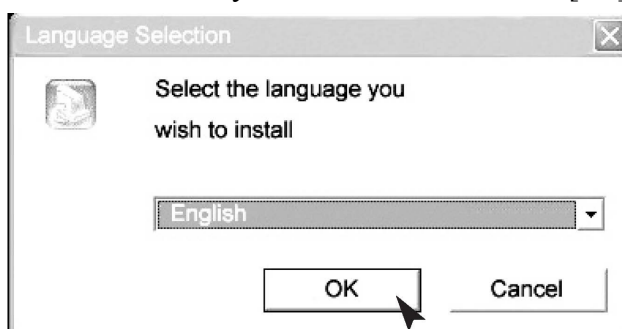 Language Selection
Select the language you
wish to install
English
OK
Cancel